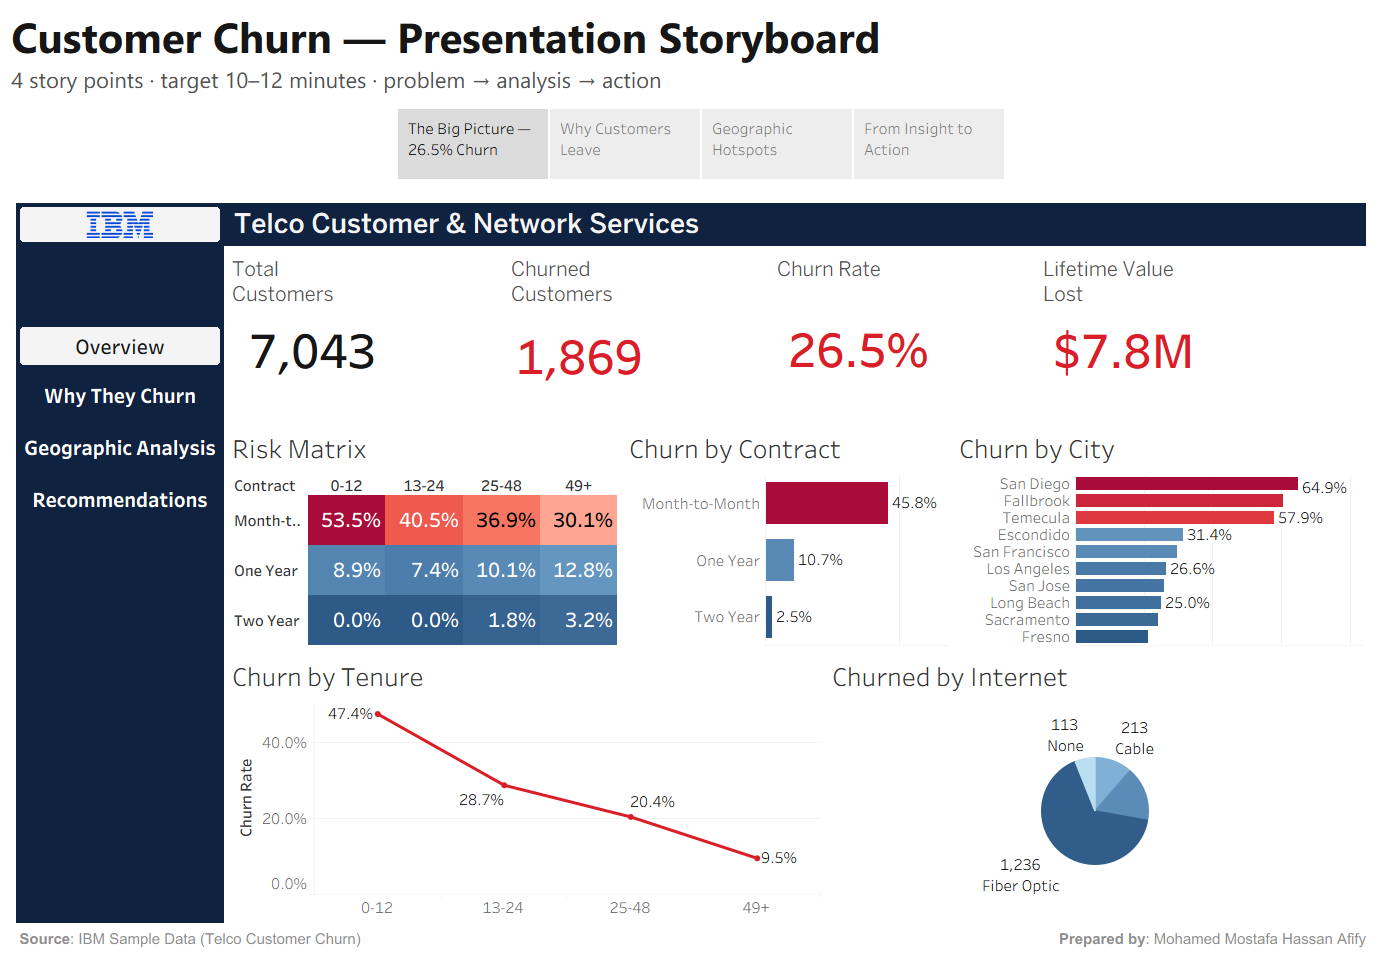 Customer Churn — Presentation Storyboard
4 story points · target 10–12 minutes · problem → analysis → action
The Big Picture —
26.5% Churn
Why Customers
Leave
Geographic
Hotspots
From Insight to
Action
IBM
Telco Customer & Network Services
Overview
Why They Churn
Geographic Analysis
Recommendations
Total
Customers
7,043
Churned
Customers
1,869
Churn Rate
26.5%
Lifetime Value
Lost
$7.8M
Risk Matrix
Contract 0-12 13-24 25-48 49+
Month-t.. 53.5% 40.5% 36.9% 30.1%
One Year 8.9% 7.4% 10.1% 12.8%
Two Year 0.0% 0.0% 1.8% 3.2%
Churn by Contract
Month-to-Month 45.8%
One Year 10.7%
Two Year 2.5%
Churn by City
San Diego 64.9%
Fallbrook
Temecula 57.9%
Escondido 31.4%
San Francisco
Los Angeles 26.6%
San Jose
Long Beach 25.0%
Sacramento
Fresno
Churn by Tenure
Churn Rate
40.0%
20.0%
0.0%
47.4%
28.7%
20.4%
9.5%
0-12 13-24 25-48 49+
Churned by Internet
113
None
213
Cable
1,236
Fiber Optic
Source: IBM Sample Data (Telco Customer Churn)
Prepared by: Mohamed Mostafa Hassan Afify